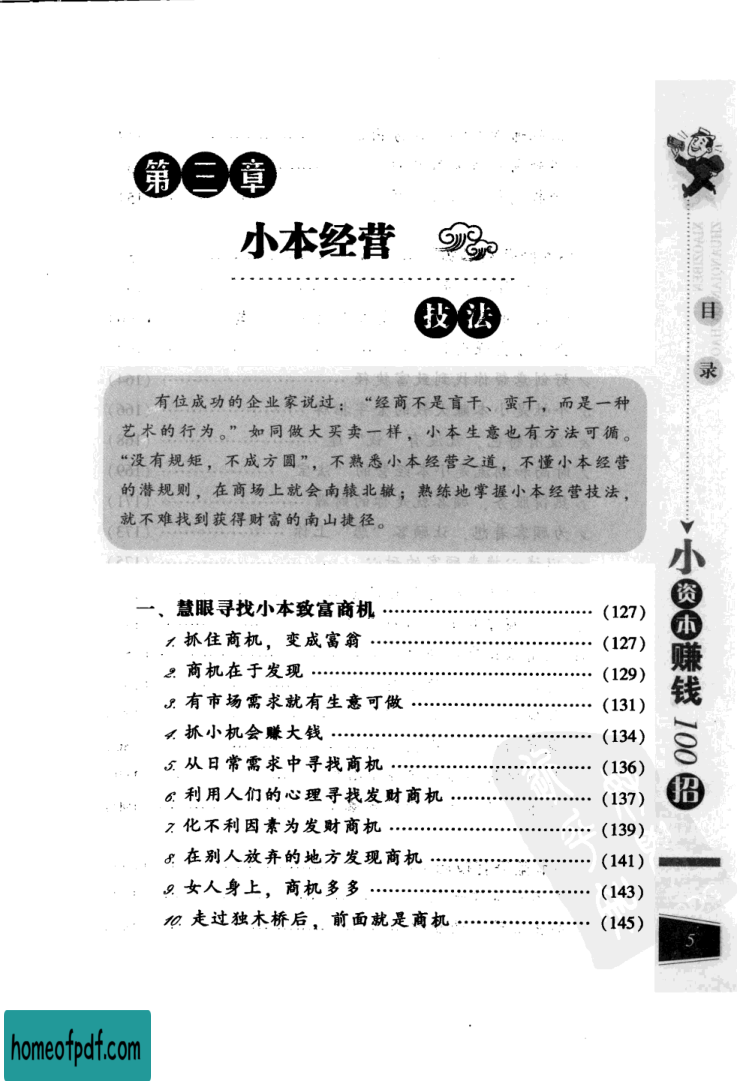 第三章
小本经营
技法
有位成功的企业家说过：“经商不是盲干、蛮干，而是一种
艺术的行为。”如同做大买卖一样，小本生意也有方法可循。
“没有规矩，不成方圆”，不熟悉小本经营之道，不懂小本经营
的潜规则，在商场上就会南辕北辙；熟练地掌握小本经营技法，
就不难找到获得财富的南山捷径。
一、慧眼寻找小本致富商机 …………………………… (127)
1. 抓住商机，变成富翁 …………………………… (127)
2. 商机在于发现 …………………………… (129)
3. 有市场需求就有生意可做 …………………………… (131)
4. 抓小机会赚大钱 …………………………… (134)
5. 从日常需求中寻找商机 …………………………… (136)
6. 利用人们的心理寻找发财商机 …………………………… (137)
7. 化不利因素为发财商机 …………………………… (139)
8. 在别人放弃的地方发现商机 …………………………… (141)
9. 女人身上，商机多多 …………………………… (143)
10. 走过独木桥后，前面就是商机 …………………………… (145)
目录
小资本赚钱100招
5
homeofpdf.com